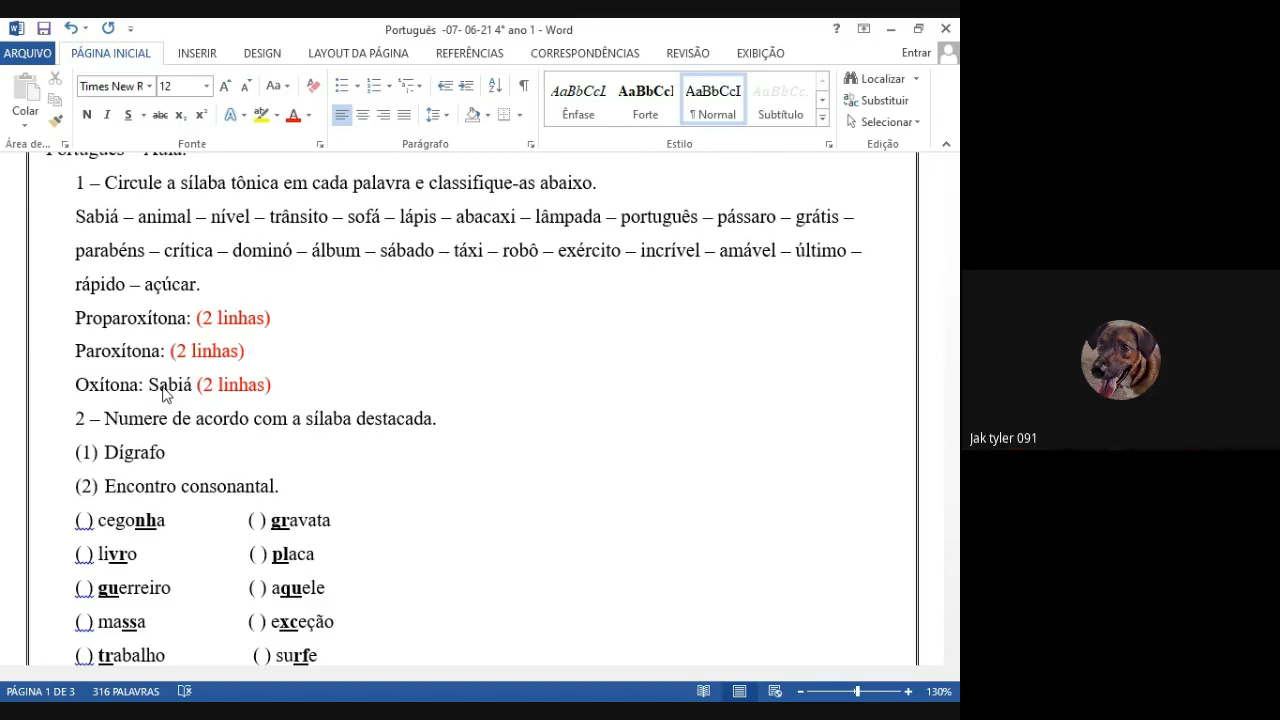 Português -07- 06-21 4° ano 1 - Word
ARQUIVO PÁGINA INICIAL INSERIR DESIGN LAYOUT DA PÁGINA REFERÊNCIAS CORRESPONDÊNCIAS REVISÃO EXIBIÇÃO Entrar
Colar
Times New R 12
AaBbCcL AaBbCcl AaBbCcI AaBbCc.
Ênfase Forte ¶ Normal Subtítulo
Localizar
Substituir
Selecionar
Área de... Fonte Parágrafo Estilo Edição
Português – Aula.
1 – Circule a sílaba tônica em cada palavra e classifique-as abaixo.
Sabiá – animal – nível – trânsito – sofá – lápis – abacaxi – lâmpada – português – pássaro – grátis –
parabéns – crítica – dominó – álbum – sábado – táxi – robô – exército – incrível – amável – último –
rápido – açúcar.
Proparoxítona: (2 linhas)
Paroxítona: (2 linhas)
Oxítona: Sabiá (2 linhas)
2 – Numere de acordo com a sílaba destacada.
(1) Dígrafo
(2) Encontro consonantal.
( ) cegonha ( ) gravata
( ) livro ( ) placa
( ) guerreiro ( ) aquele
( ) massa ( ) exceção
( ) trabalho ( ) surfe
PÁGINA 1 DE 3 316 PALAVRAS 130%
Jak tyler 091